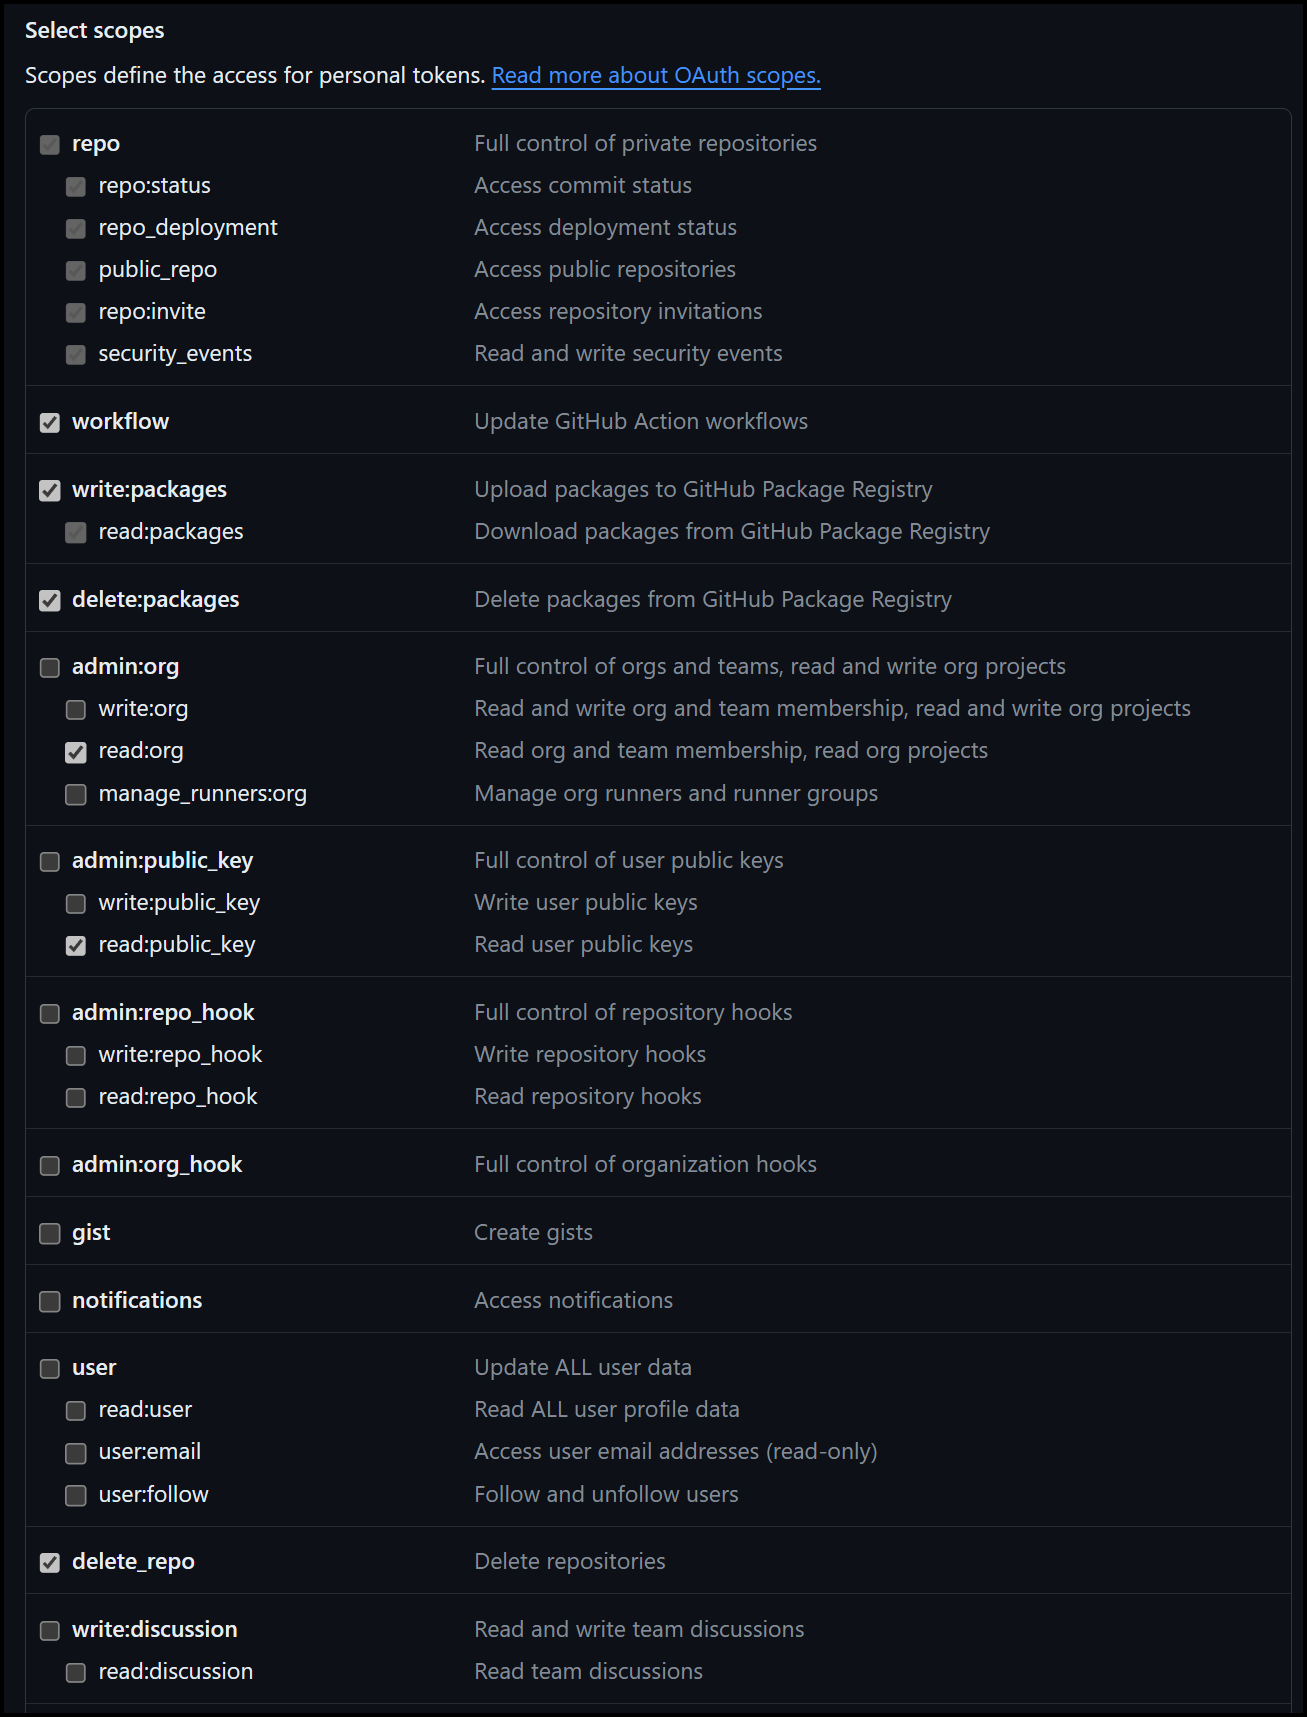 Select scopes
Scopes define the access for personal tokens. Read more about OAuth scopes.
repo Full control of private repositories
repo:status Access commit status
repo_deployment Access deployment status
public_repo Access public repositories
repo:invite Access repository invitations
security_events Read and write security events
workflow Update GitHub Action workflows
write:packages Upload packages to GitHub Package Registry
read:packages Download packages from GitHub Package Registry
delete:packages Delete packages from GitHub Package Registry
admin:org Full control of orgs and teams, read and write org projects
write:org Read and write org and team membership, read and write org projects
read:org Read org and team membership, read org projects
manage_runners:org Manage org runners and runner groups
admin:public_key Full control of user public keys
write:public_key Write user public keys
read:public_key Read user public keys
admin:repo_hook Full control of repository hooks
write:repo_hook Write repository hooks
read:repo_hook Read repository hooks
admin:org_hook Full control of organization hooks
gist Create gists
notifications Access notifications
user Update ALL user data
read:user Read ALL user profile data
user:email Access user email addresses (read-only)
user:follow Follow and unfollow users
delete_repo Delete repositories
write:discussion Read and write team discussions
read:discussion Read team discussions